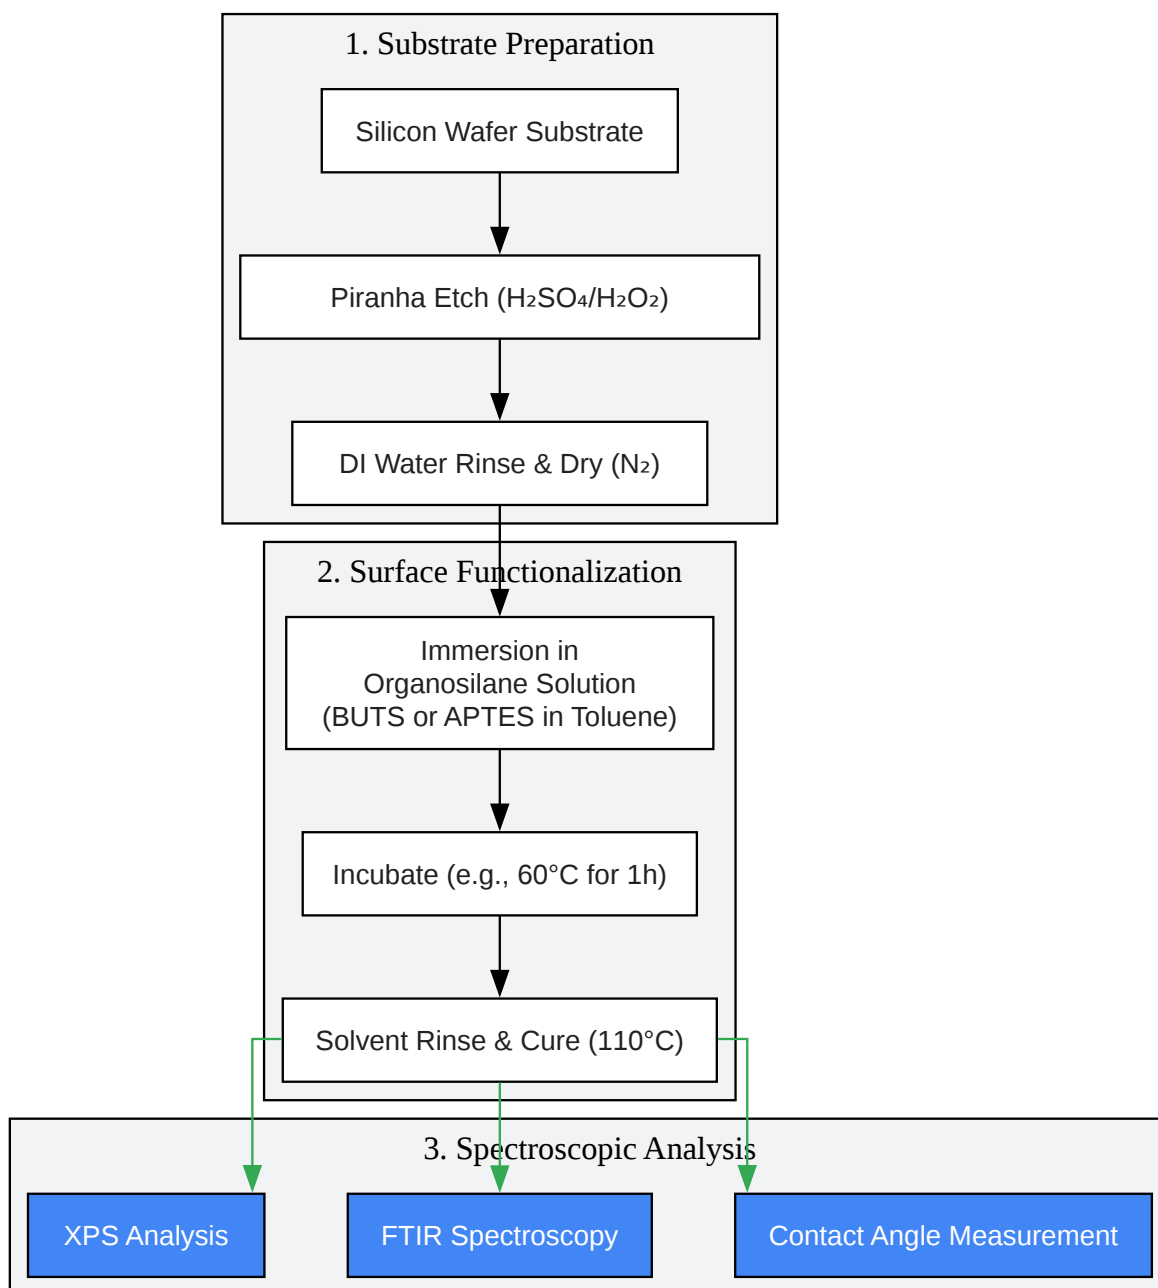 1. Substrate Preparation
Silicon Wafer Substrate
Piranha Etch (H₂SO₄/H₂O₂)
DI Water Rinse & Dry (N₂)
2. Surface Functionalization
Immersion in
Organosilane Solution
(BUTS or APTES in Toluene)
Incubate (e.g., 60°C for 1h)
Solvent Rinse & Cure (110°C)
3. Spectroscopic Analysis
XPS Analysis
FTIR Spectroscopy
Contact Angle Measurement